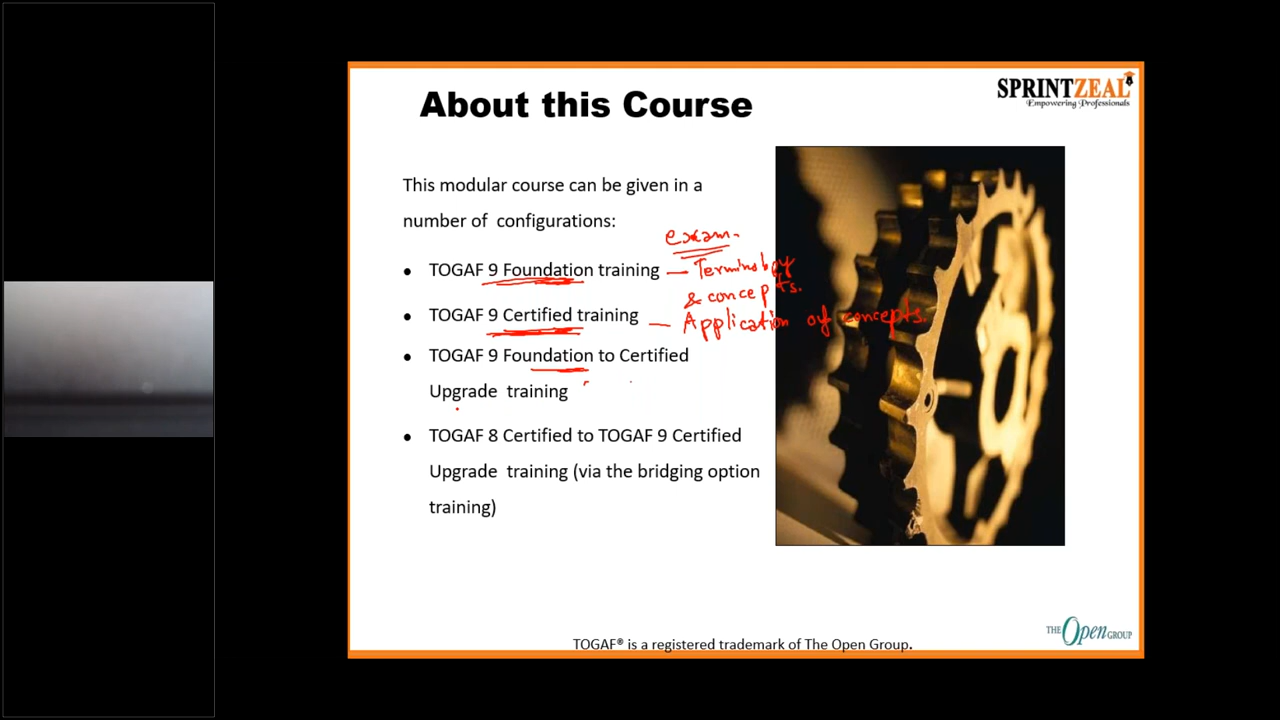 SPRINTZEAL
Empowering Professionals
About this Course
This modular course can be given in a
number of configurations:
exam.
• TOGAF 9 Foundation training — Terminology
& concepts.
• TOGAF 9 Certified training — Application of concepts.
• TOGAF 9 Foundation to Certified
Upgrade training
• TOGAF 8 Certified to TOGAF 9 Certified
Upgrade training (via the bridging option
training)
THE Open GROUP
TOGAF® is a registered trademark of The Open Group.